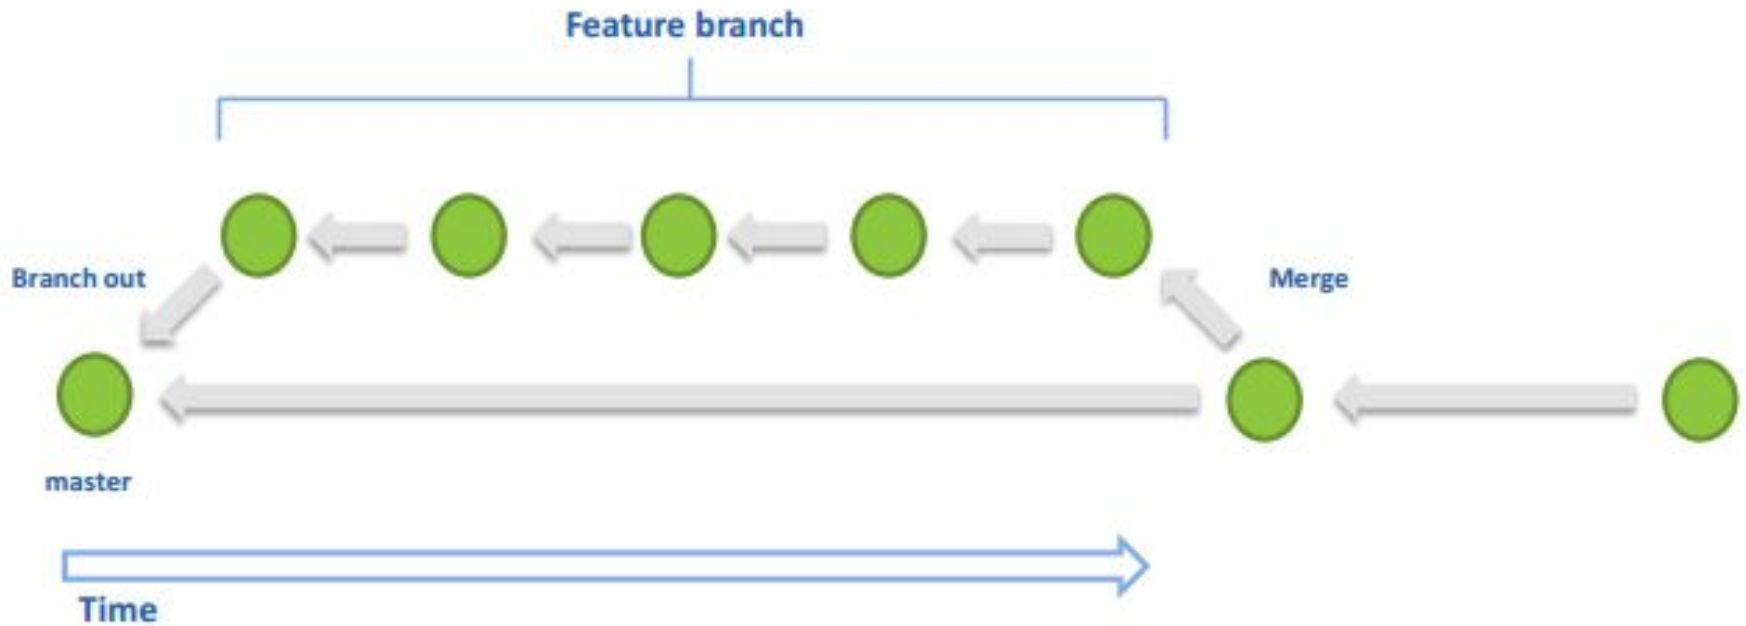 Feature branch
Branch out
Merge
master
Time